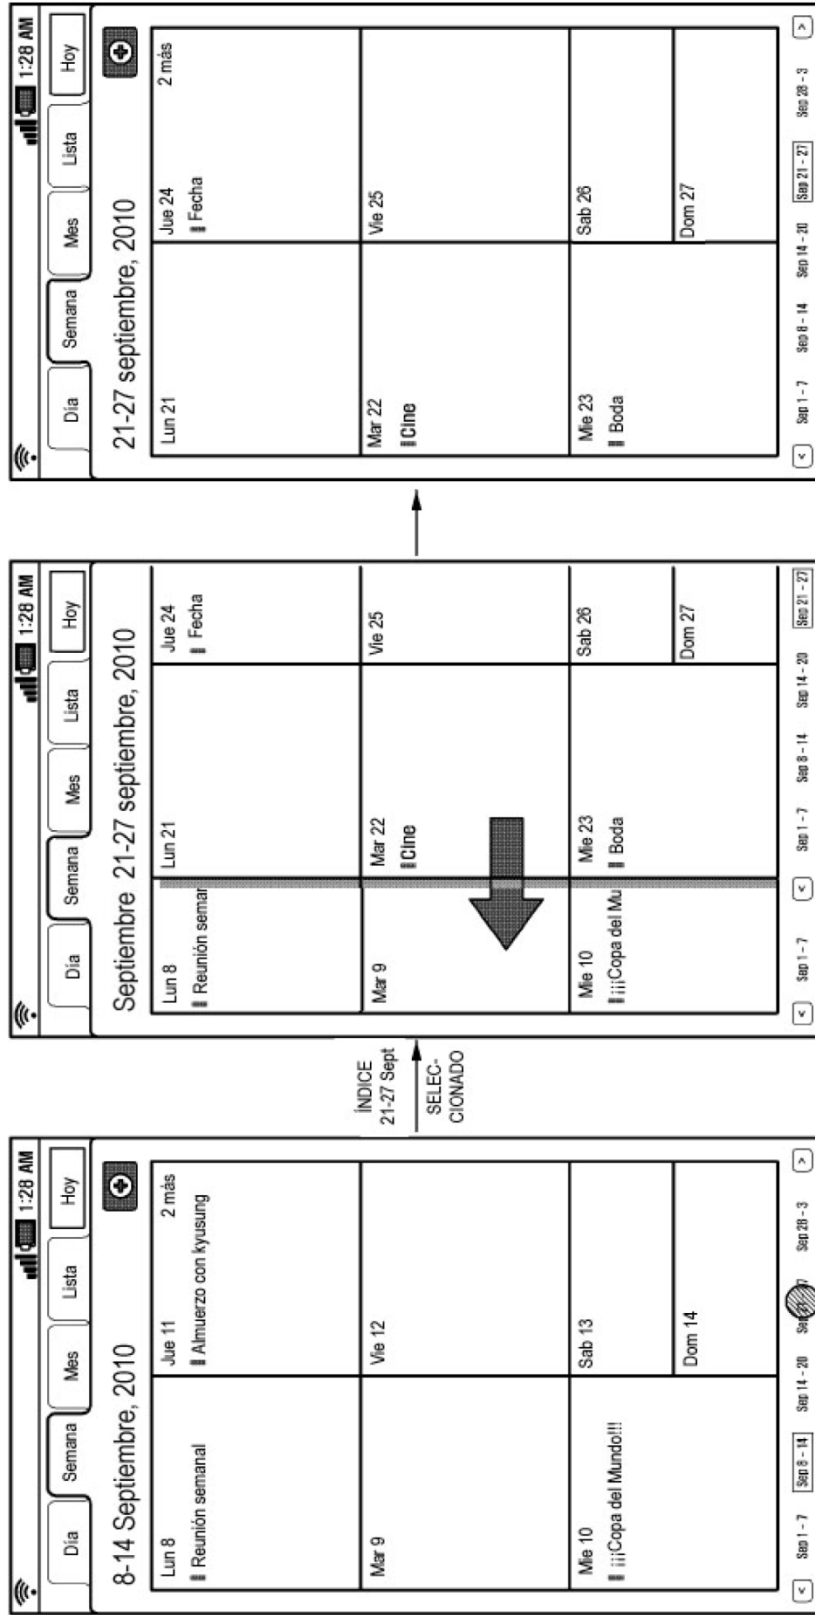 1:28 AM
Día
Semana
Mes
Lista
Hoy
8-14 Septiembre, 2010
Lun 8
Reunión semanal
Jue 11
2 más
Almuerzo con kyusung
Mar 9
Vie 12
Mie 10
¡¡¡Copa del Mundo!!!
Sab 13
Dom 14
< Sep 1 - 7 Sep 8 - 14 Sep 14 - 20 Sep 21 - 27 Sep 28 - 3 >
ÍNDICE
21-27 Sept
SELEC-
CIONADO
1:28 AM
Día
Semana
Mes
Lista
Hoy
Septiembre 21-27 septiembre, 2010
Lun 8
Reunión semar
Lun 21
Jue 24
Fecha
Mar 9
Mar 22
Cine
Vie 25
Mie 10
¡¡¡Copa del Mu
Mie 23
Boda
Sab 26
Dom 27
< Sep 1 - 7 < Sep 1 - 7 Sep 8 - 14 Sep 14 - 20 Sep 21 - 27
1:28 AM
Día
Semana
Mes
Lista
Hoy
21-27 septiembre, 2010
Lun 21
Jue 24
2 más
Fecha
Mar 22
Cine
Vie 25
Mie 23
Boda
Sab 26
Dom 27
< Sep 1 - 7 Sep 8 - 14 Sep 14 - 20 Sep 21 - 27 Sep 28 - 3 >